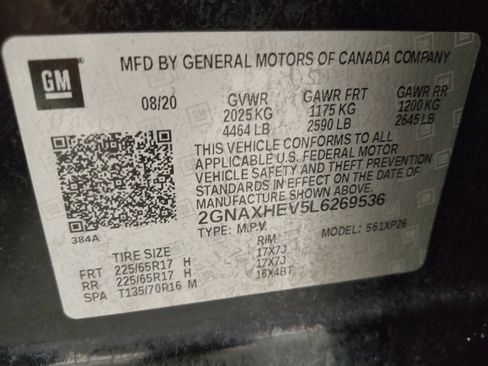 GM
MFD BY GENERAL MOTORS OF CANADA COMPANY
08/20 GVWR GAWR FRT GAWR RR
2025 KG 1175 KG 1200 KG
4464 LB 2590 LB 2645 LB
THIS VEHICLE CONFORMS TO ALL
APPLICABLE U.S. FEDERAL MOTOR
VEHICLE SAFETY AND THEFT PREVENTION
STANDARDS IN EFFECT ON THE DATE OF
MANUFACTURE SHOWN ABOVE.
2GNAXHEV5L6269536
384A
TYPE: M.P.V. MODEL: 561XP26
TIRE SIZE RIM
FRT 225/65R17 H 17X7J
RR 225/65R17 H 17X7J
SPA T135/70R16 M 16X4BT